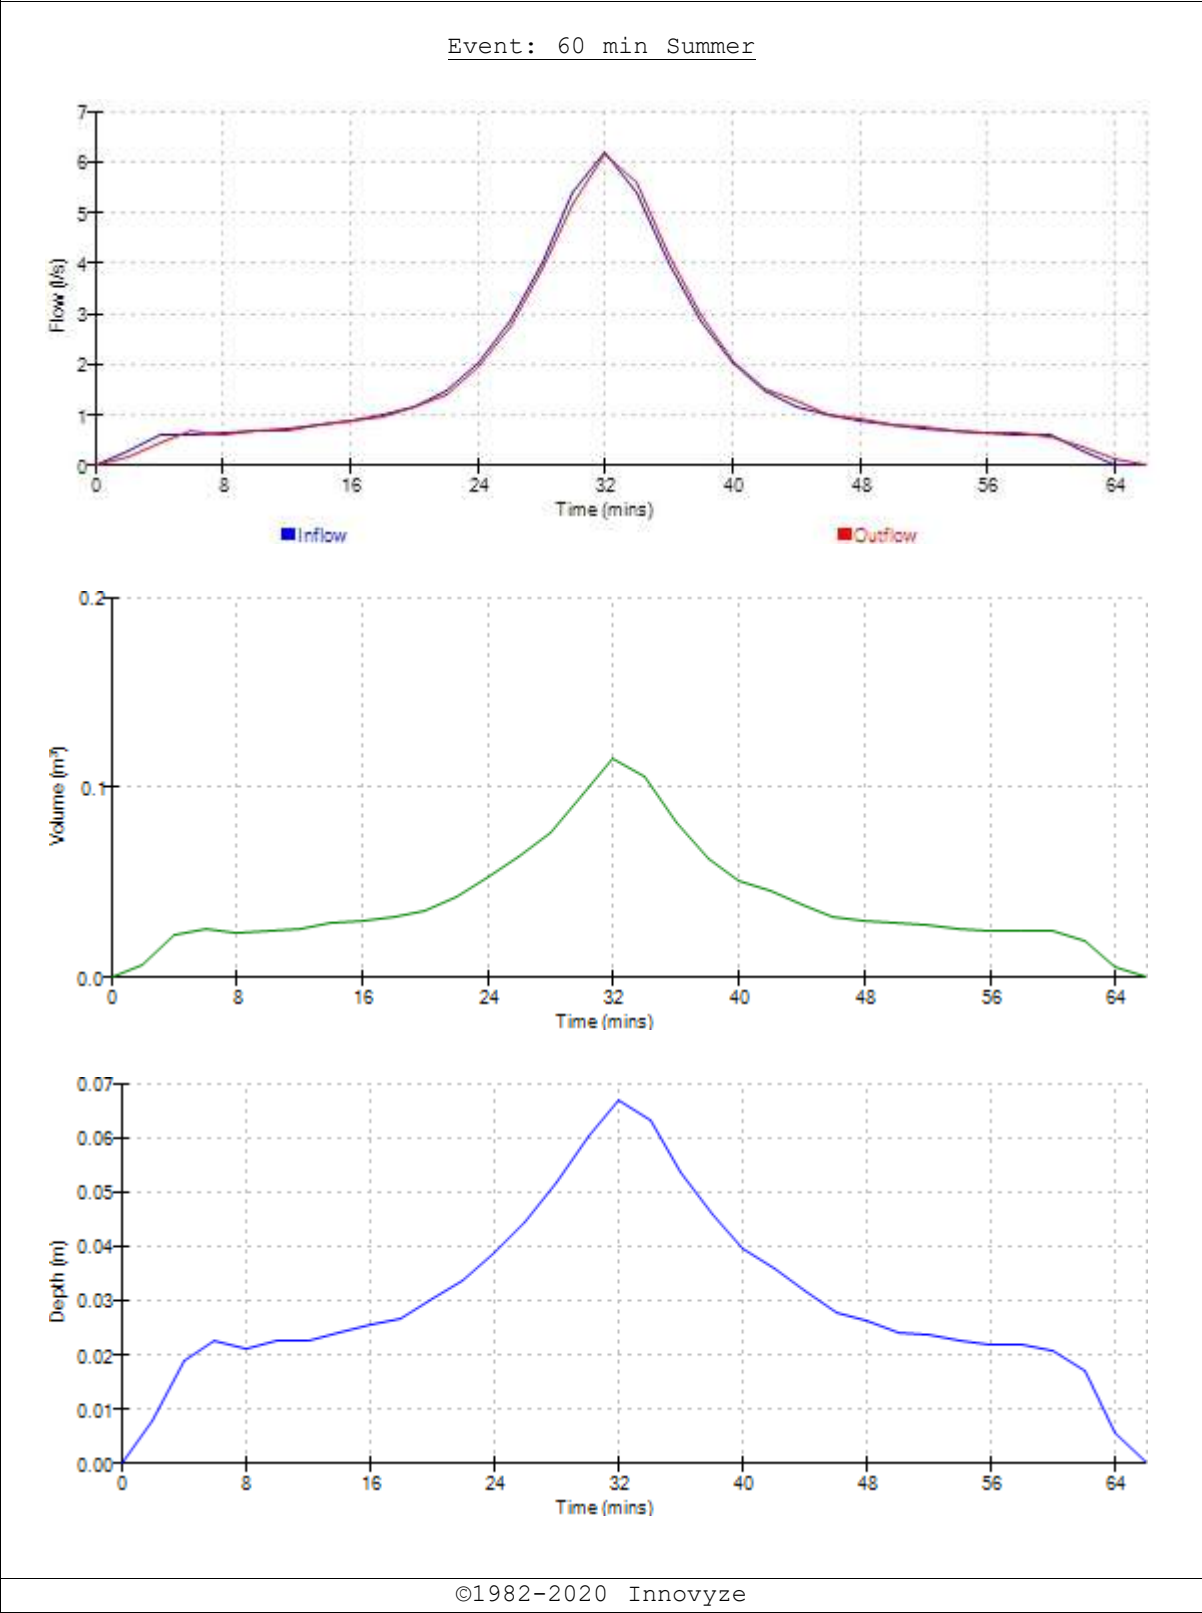 Event: 60 min Summer
7
6
5
4
3
2
1
0
Flow (l/s)
0 8 16 24 32 40 48 56 64
Time (mins)
Inflow Outflow
0.2
0.1
0.0
Volume (m³)
0 8 16 24 32 40 48 56 64
Time (mins)
0.07
0.06
0.05
0.04
0.03
0.02
0.01
0.00
Depth (m)
0 8 16 24 32 40 48 56 64
Time (mins)
©1982-2020 Innovyze